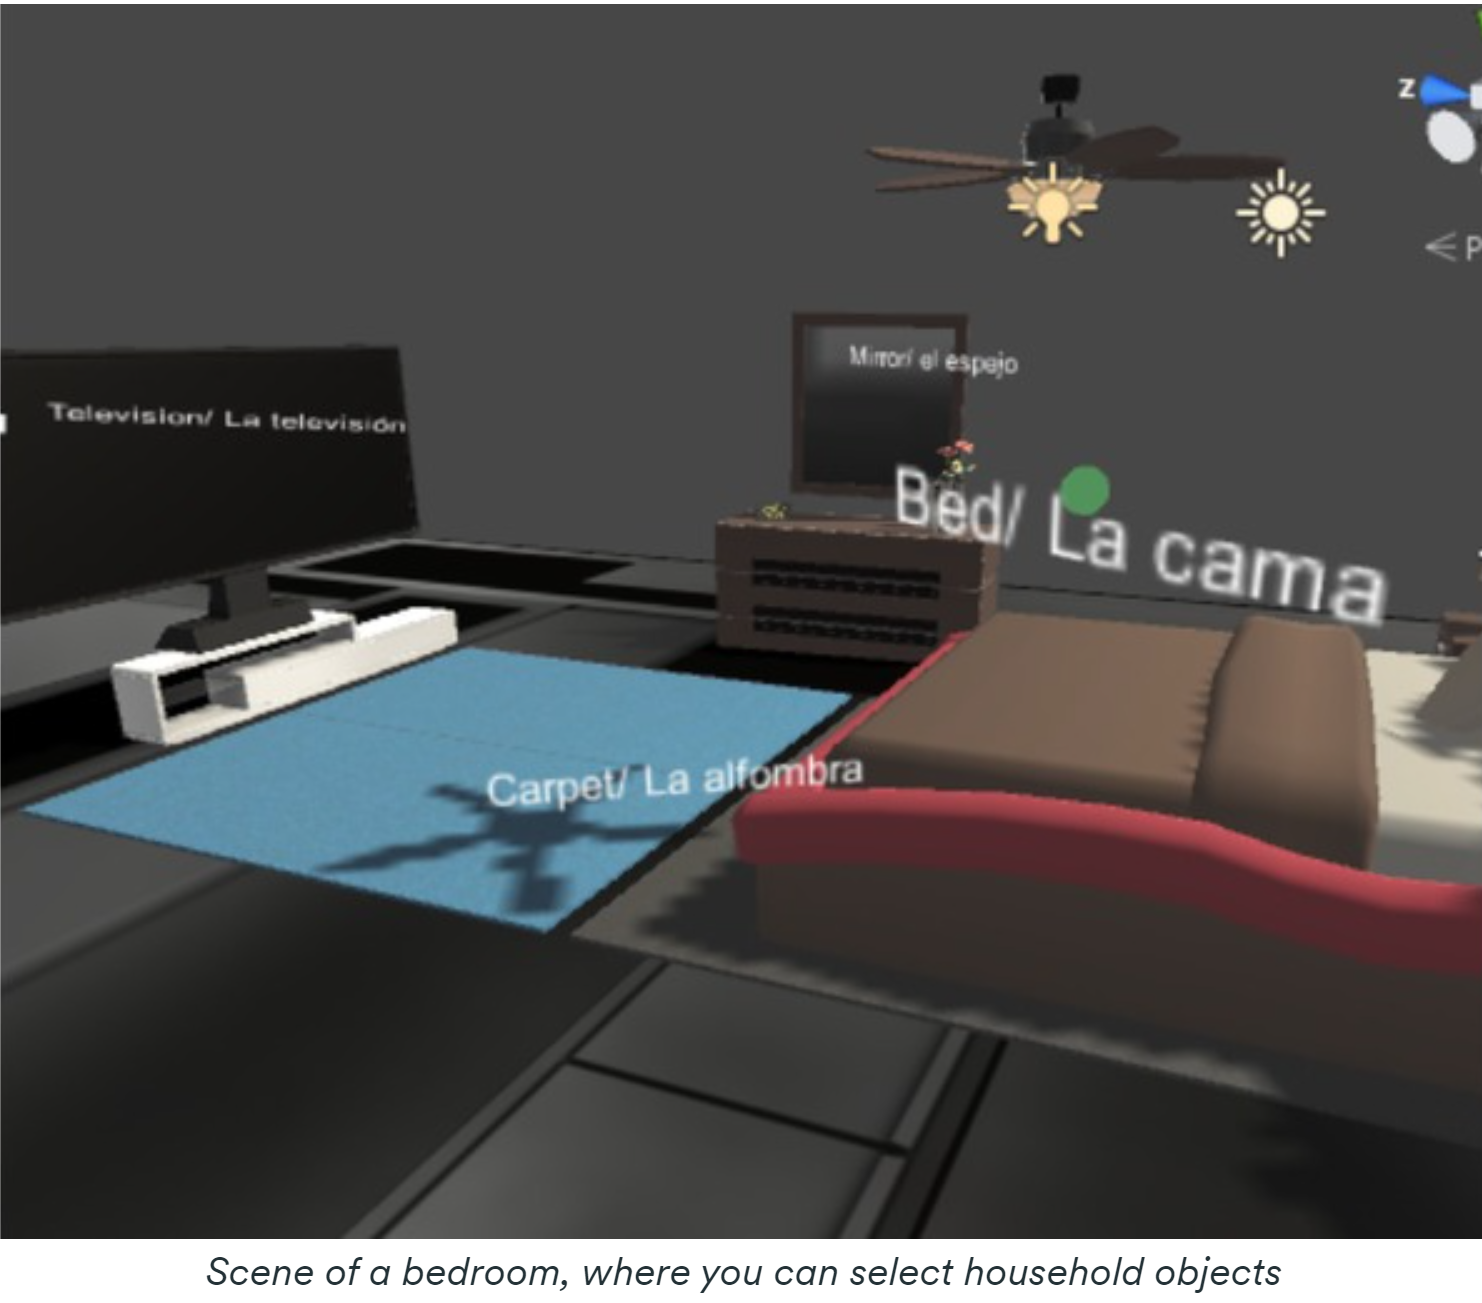 z
< P
Mirror/ el espejo
Television/ La televisión
Bed/ La cama
Carpet/ La alfombra
Scene of a bedroom, where you can select household objects